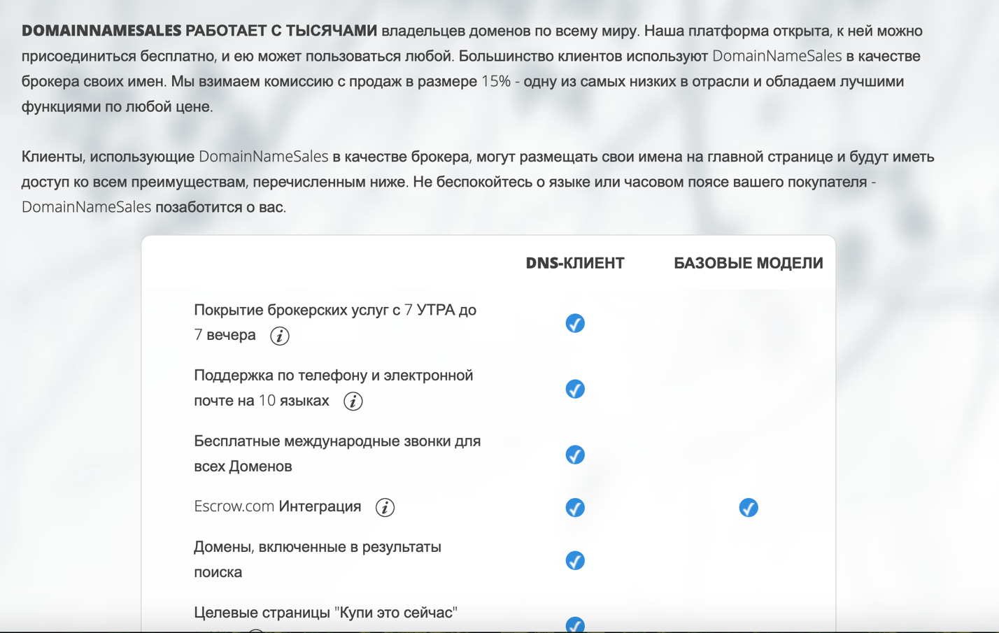 DOMAINNAMESALES РАБОТАЕТ С ТЫСЯЧАМИ владельцев доменов по всему миру. Наша платформа открыта, к ней можно
присоединиться бесплатно, и ею может пользоваться любой. Большинство клиентов используют DomainNameSales в качестве
брокера своих имен. Мы взимаем комиссию с продаж в размере 15% - одну из самых низких в отрасли и обладаем лучшими
функциями по любой цене.
Клиенты, использующие DomainNameSales в качестве брокера, могут размещать свои имена на главной странице и будут иметь
доступ ко всем преимуществам, перечисленным ниже. Не беспокойтесь о языке или часовом поясе вашего покупателя -
DomainNameSales позаботится о вас.
DNS-КЛИЕНТ БАЗОВЫЕ МОДЕЛИ
Покрытие брокерских услуг с 7 УТРА до
7 вечера i
Поддержка по телефону и электронной
почте на 10 языках i
Бесплатные международные звонки для
всех Доменов
Escrow.com Интеграция i
Домены, включенные в результаты
поиска
Целевые страницы "Купи это сейчас"